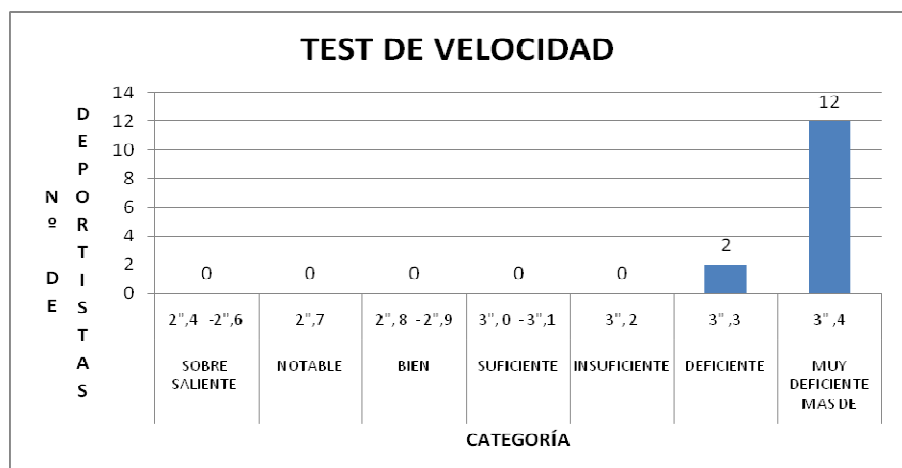 TEST DE VELOCIDAD
Nº DE
DEPORTISTAS
14
12
10
8
6
4
2
0
0
0
0
0
0
2
12
2",4 -2",6
2",7
2", 8 -2",9
3", 0 -3",1
3", 2
3",3
3",4
SOBRE
SALIENTE
NOTABLE
BIEN
SUFICIENTE
INSUFICIENTE
DEFICIENTE
MUY
DEFICIENTE
MAS DE
CATEGORÍA